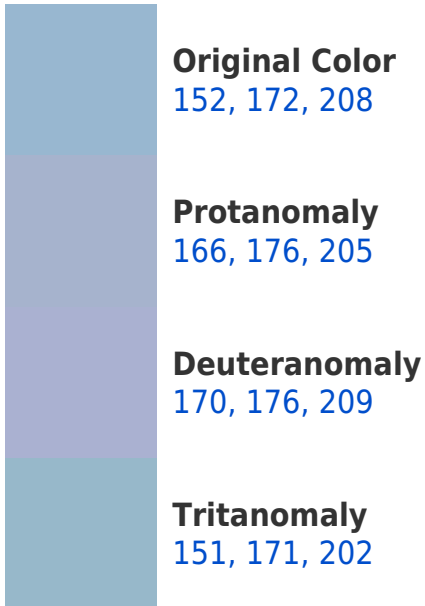 Original Color
152, 172, 208
Protanomaly
166, 176, 205
Deuteranomaly
170, 176, 209
Tritanomaly
151, 171, 202